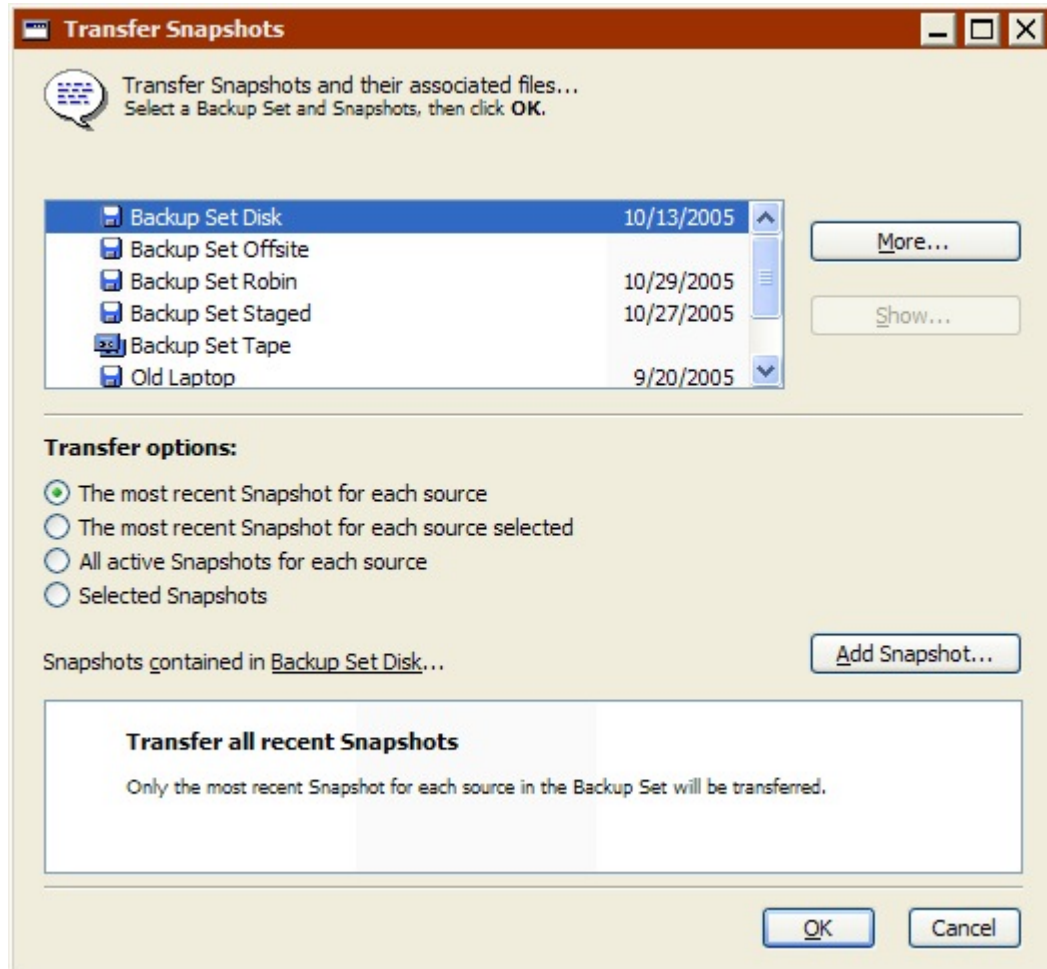 Transfer Snapshots
Transfer Snapshots and their associated files...
Select a Backup Set and Snapshots, then click OK.
Backup Set Disk 10/13/2005
Backup Set Offsite
Backup Set Robin 10/29/2005
Backup Set Staged 10/27/2005
Backup Set Tape
Old Laptop 9/20/2005
More...
Show...
Transfer options:
The most recent Snapshot for each source
The most recent Snapshot for each source selected
All active Snapshots for each source
Selected Snapshots
Snapshots contained in Backup Set Disk...
Add Snapshot...
Transfer all recent Snapshots
Only the most recent Snapshot for each source in the Backup Set will be transferred.
OK Cancel